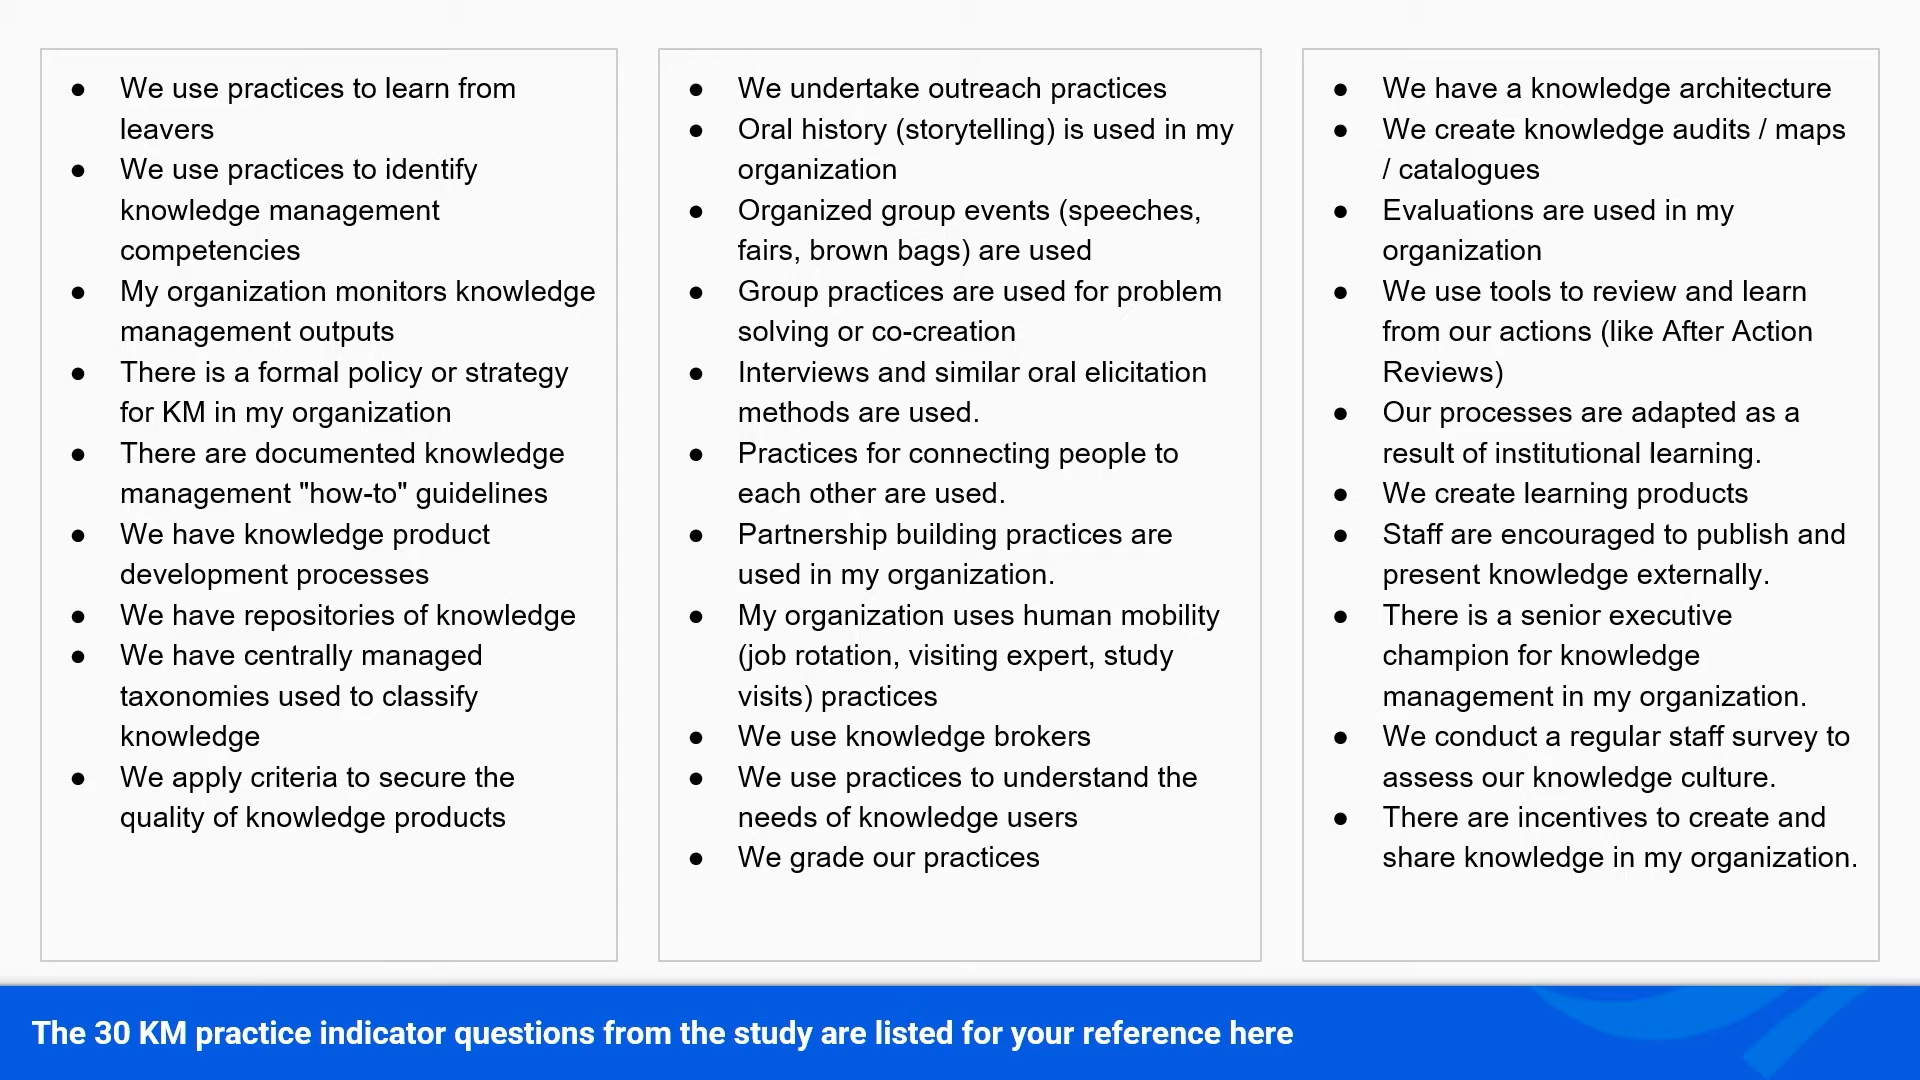 ● We use practices to learn from
leavers
● We use practices to identify
knowledge management
competencies
● My organization monitors knowledge
management outputs
● There is a formal policy or strategy
for KM in my organization
● There are documented knowledge
management "how-to" guidelines
● We have knowledge product
development processes
● We have repositories of knowledge
● We have centrally managed
taxonomies used to classify
knowledge
● We apply criteria to secure the
quality of knowledge products
● We undertake outreach practices
● Oral history (storytelling) is used in my
organization
● Organized group events (speeches,
fairs, brown bags) are used
● Group practices are used for problem
solving or co-creation
● Interviews and similar oral elicitation
methods are used.
● Practices for connecting people to
each other are used.
● Partnership building practices are
used in my organization.
● My organization uses human mobility
(job rotation, visiting expert, study
visits) practices
● We use knowledge brokers
● We use practices to understand the
needs of knowledge users
● We grade our practices
● We have a knowledge architecture
● We create knowledge audits / maps
/ catalogues
● Evaluations are used in my
organization
● We use tools to review and learn
from our actions (like After Action
Reviews)
● Our processes are adapted as a
result of institutional learning.
● We create learning products
● Staff are encouraged to publish and
present knowledge externally.
● There is a senior executive
champion for knowledge
management in my organization.
● We conduct a regular staff survey to
assess our knowledge culture.
● There are incentives to create and
share knowledge in my organization.
The 30 KM practice indicator questions from the study are listed for your reference here